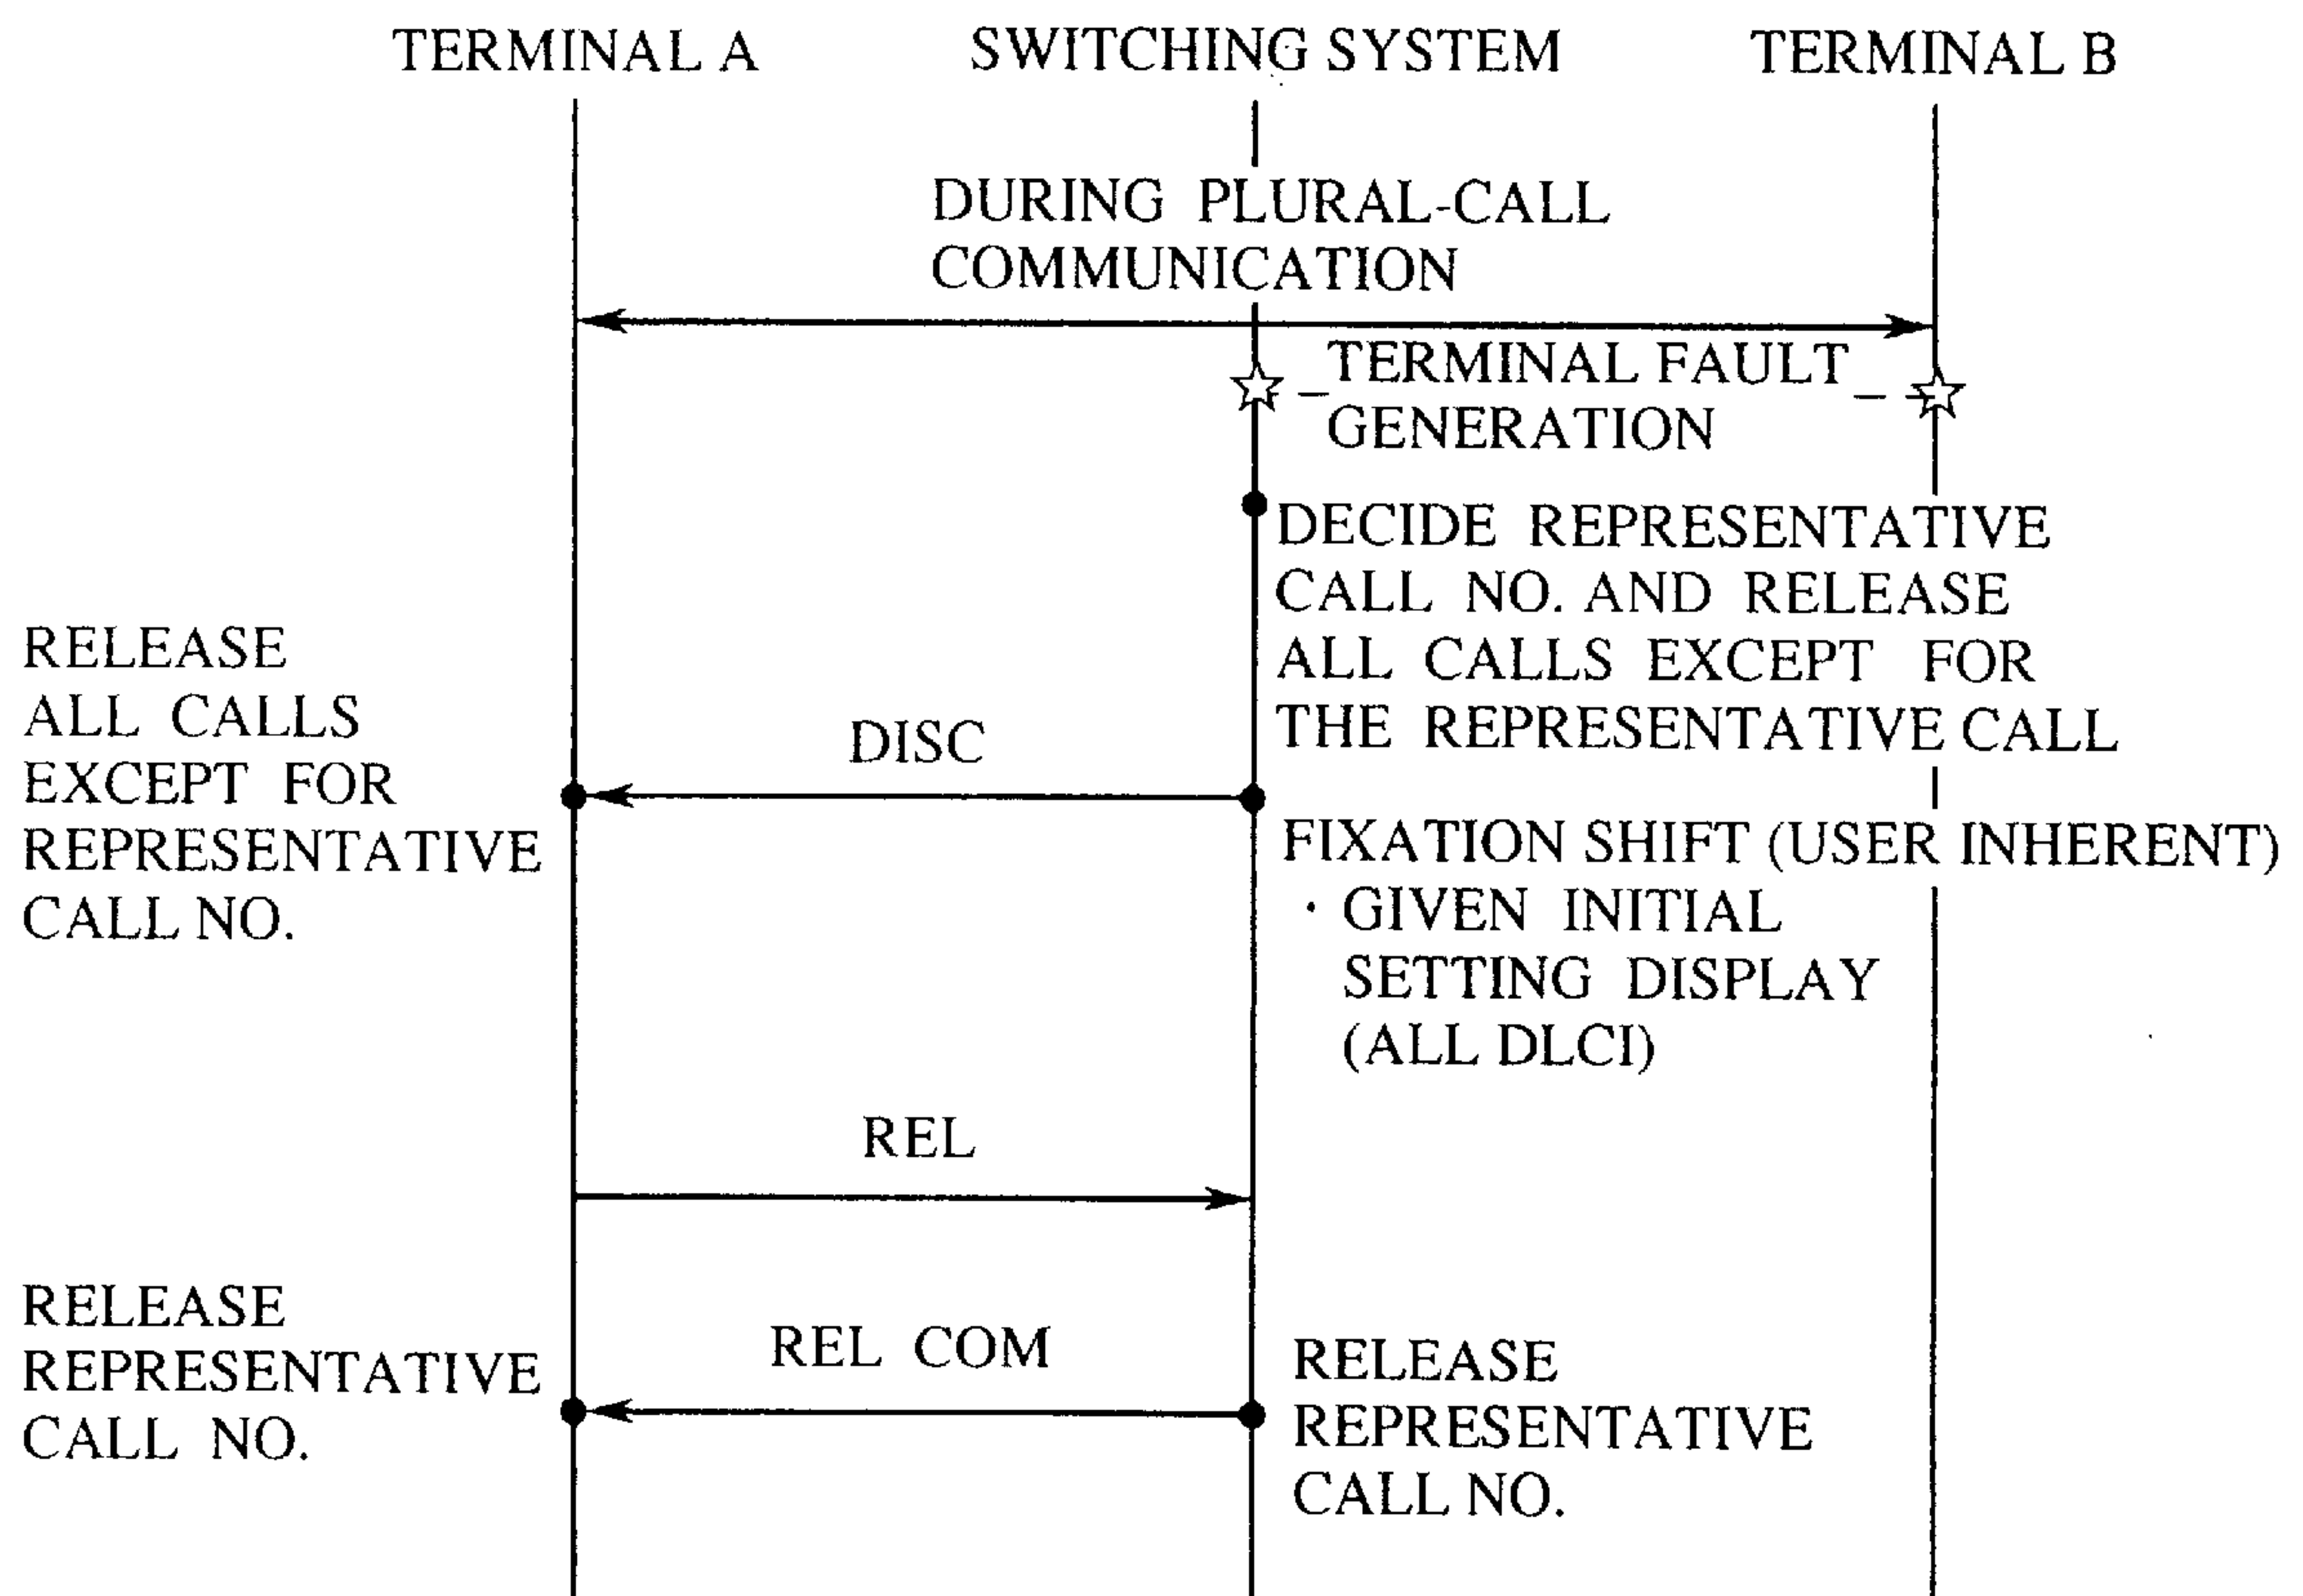 TERMINAL A
SWITCHING SYSTEM
TERMINAL B
DURING PLURAL-CALL
COMMUNICATION
TERMINAL FAULT
GENERATION
DECIDE REPRESENTATIVE
CALL NO. AND RELEASE
ALL CALLS EXCEPT FOR
THE REPRESENTATIVE CALL
RELEASE
ALL CALLS
EXCEPT FOR
REPRESENTATIVE
CALL NO.
DISC
FIXATION SHIFT (USER INHERENT)
· GIVEN INITIAL
SETTING DISPLAY
(ALL DLCI)
REL
RELEASE
REPRESENTATIVE
CALL NO.
REL COM
RELEASE
REPRESENTATIVE
CALL NO.